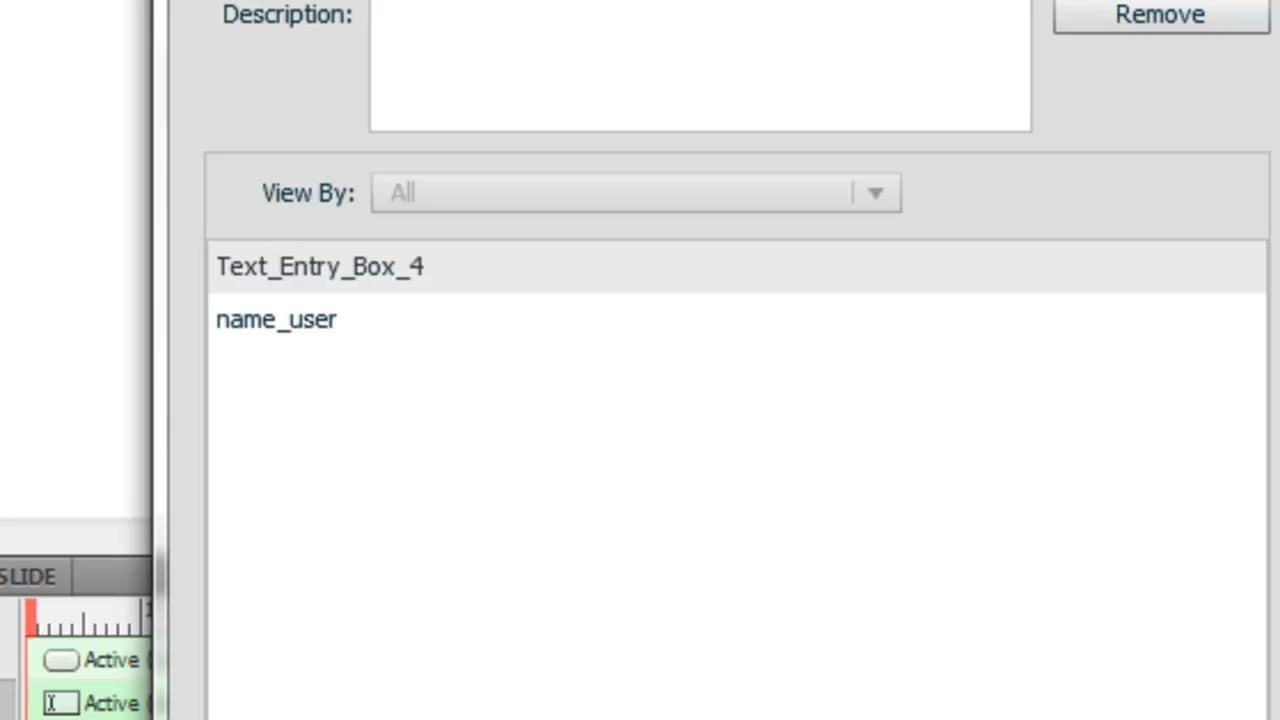 Description:
Remove
View By:
All
Text_Entry_Box_4
name_user
SLIDE
Active
Active